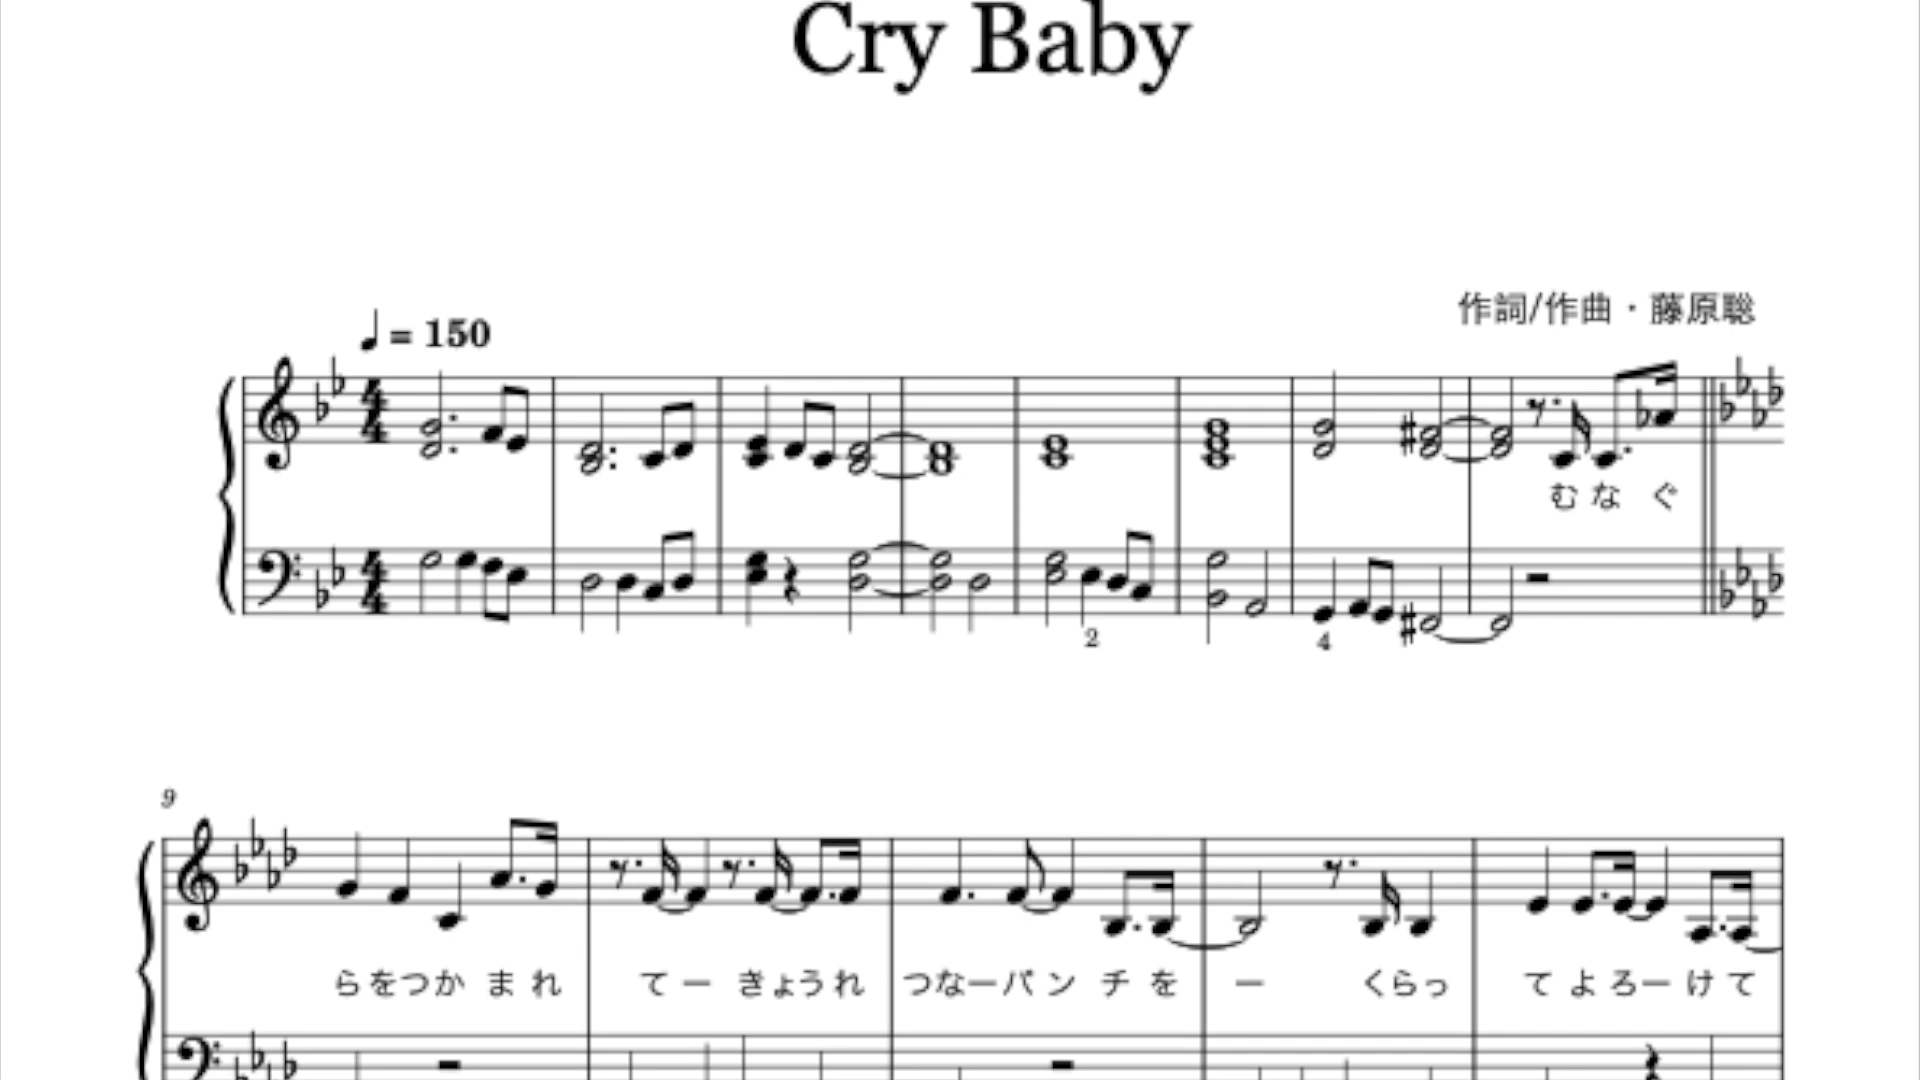 Cry Baby
作詞/作曲・藤原聡
♩ = 150
むなぐ
2 4
9
らをつか まれ てー きょうれ つなーパン チを ー くらっ てよろーけて